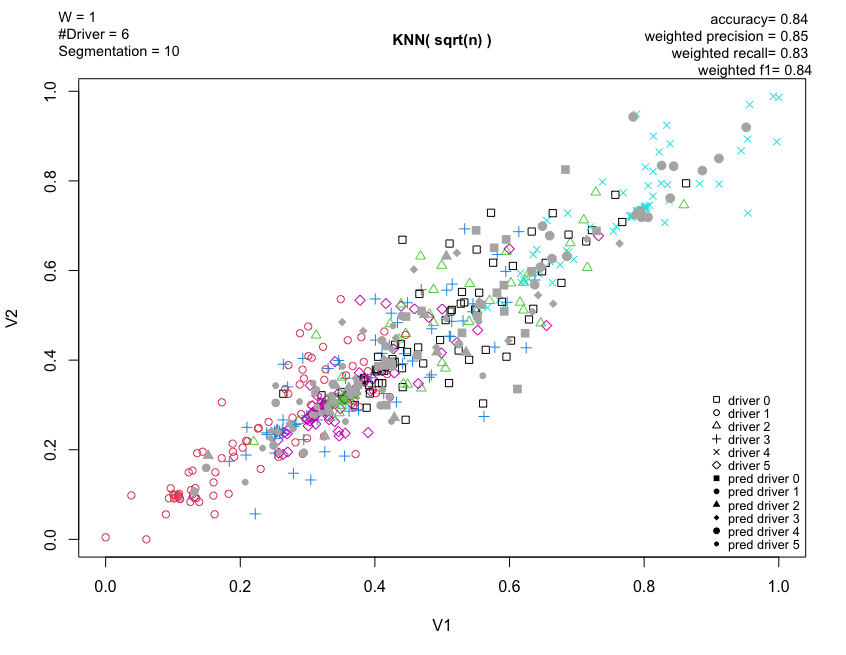 W = 1
#Driver = 6
Segmentation = 10
KNN( sqrt(n) )
accuracy= 0.84
weighted precision = 0.85
weighted recall= 0.83
weighted f1= 0.84
V2
1.0
0.8
0.6
0.4
0.2
0.0
driver 0
driver 1
driver 2
driver 3
driver 4
driver 5
pred driver 0
pred driver 1
pred driver 2
pred driver 3
pred driver 4
pred driver 5
0.0 0.2 0.4 0.6 0.8 1.0
V1